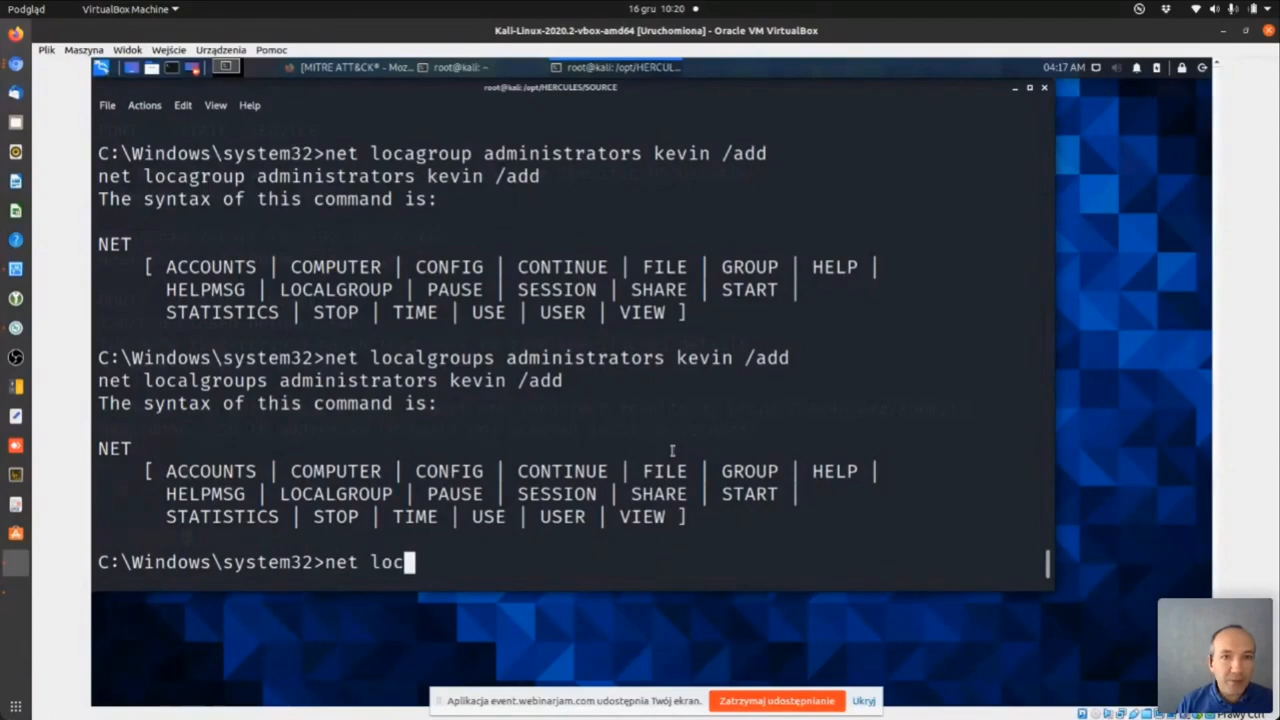 Podgląd VirtualBox Machine 16 gru 10:20
Kali-Linux-2020.2-vbox-amd64 [Uruchomiona] - Oracle VM VirtualBox
Plik Maszyna Widok Wejście Urządzenia Pomoc
[MITRE ATT&CK® - Moz... root@kali: ~ root@kali: /opt/HERCUL... 04:17 AM
root@kali: /opt/HERCULES/SOURCE
File Actions Edit View Help
C:\Windows\system32>net locagroup administrators kevin /add
net locagroup administrators kevin /add
The syntax of this command is:
NET
[ ACCOUNTS | COMPUTER | CONFIG | CONTINUE | FILE | GROUP | HELP |
HELPMSG | LOCALGROUP | PAUSE | SESSION | SHARE | START |
STATISTICS | STOP | TIME | USE | USER | VIEW ]
C:\Windows\system32>net localgroups administrators kevin /add
net localgroups administrators kevin /add
The syntax of this command is:
NET
[ ACCOUNTS | COMPUTER | CONFIG | CONTINUE | FILE | GROUP | HELP |
HELPMSG | LOCALGROUP | PAUSE | SESSION | SHARE | START |
STATISTICS | STOP | TIME | USE | USER | VIEW ]
C:\Windows\system32>net loc
Aplikacja event.webinarjam.com udostępnia Twój ekran. Zatrzymaj udostępnianie Ukryj
Prawy Ctrl